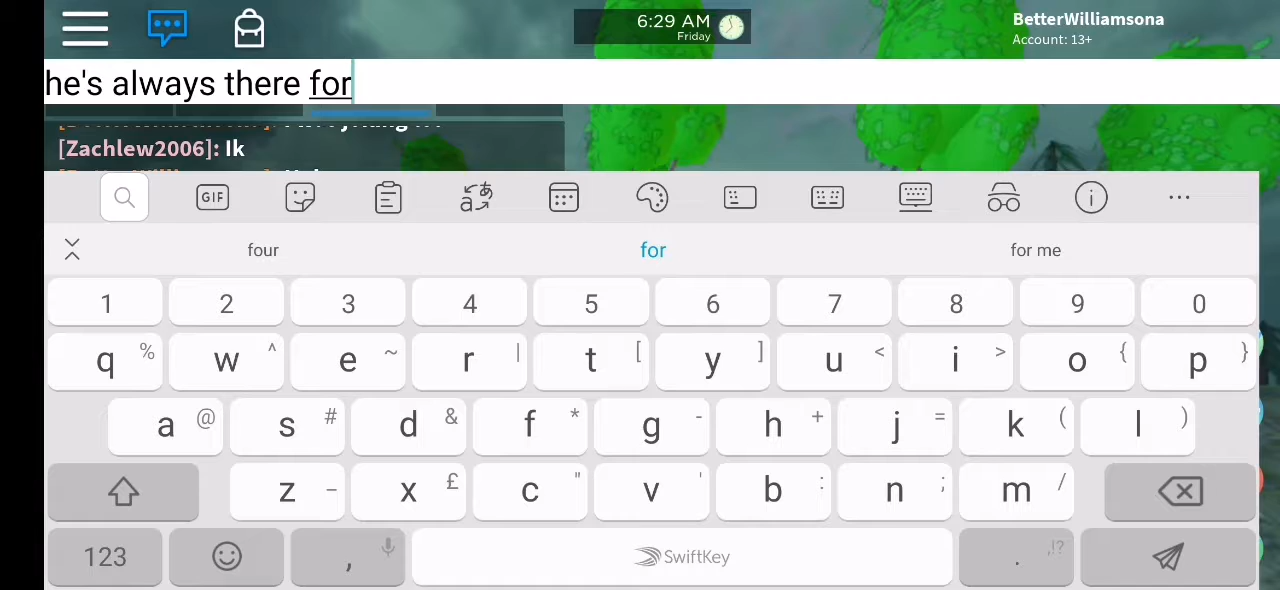 6:29 AM
Friday
BetterWilliamsona
Account: 13+
he's always there for
[Zachlew2006]: Ik
GIF
four for for me
1 2 3 4 5 6 7 8 9 0
q % w ^ e ~ r | t [ y ] u < i > o { p }
a @ s # d & f * g - h + j = k ( l )
z _ x £ c " v ' b : n ; m /
123 , SwiftKey . ,!?